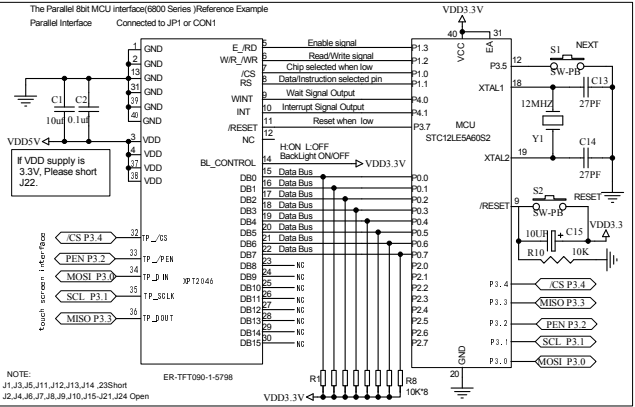 The Parallel 8bit MCU interface(6800 Series )Reference Example
Parallel Interface Connected to JP1 or CON1
VDD3.3V
40 31
VCC
EA
1 GND
2 GND
13 GND
31 GND
39 GND
40 GND
3 VDD
4 VDD
37 VDD
38 VDD
C1 C2
10uf 0.1uf
VDD5V
If VDD supply is
3.3V, Please short
J22.
E_/RD 5 Enable signal P1.3
W/R_/WR 6 Read/Write signal P1.2
/CS 7 Chip selected when low P1.0
RS 8 Data/Instruction selected pin P1.1
WINT 9 Wait Signal Output P4.0
INT 10 Interrupt Signal Output P4.1
/RESET 11 Reset when low P3.7
NC 12
H:ON L:OFF
BL_CONTROL 14 BackLight ON/OFF VDD3.3V
DB0 15 Data Bus P0.0
DB1 16 Data Bus P0.1
DB2 17 Data Bus P0.2
DB3 18 Data Bus P0.3
DB4 19 Data Bus P0.4
DB5 20 Data Bus P0.5
DB6 21 Data Bus P0.6
DB7 22 Data Bus P0.7
DB8 23 NC P2.0
DB9 24 NC P2.1
DB10 25 NC P2.2
DB11 26 NC P2.3
DB12 27 NC P2.4
DB13 28 NC P2.5
DB14 29 NC P2.6
DB15 30 NC P2.7
MCU
STC12LE5A60S2
P3.5 12
S1 NEXT
SW-PB
XTAL1 18
C13
27PF
12MHZ
Y1
C14
XTAL2 19
27PF
S2 RESET
/RESET 9
SW-PB
VDD3.3
10UF + C15
R10 10K
P3.4 /CS P3.4
P3.3 MISO P3.3
P3.2 PEN P3.2
P3.1 SCL P3.1
P3.0 MOSI P3.0
GND
20
touch screen interface
/CS P3.4 32 TP_/CS
PEN P3.2 33 TP_/PEN
MOSI P3.0 34 TP_DIN
SCL P3.1 35 TP_SCLK
MISO P3.3 36 TP_DOUT
XPT2046
ER-TFT090-1-5798
R1 R8
10K*8
VDD3.3V
NOTE:
J1,J3,J5,J11,J12,J13,J14 ,23Short
J2,J4,J6,J7,J8,J9,J10,J15-J21,J24 Open